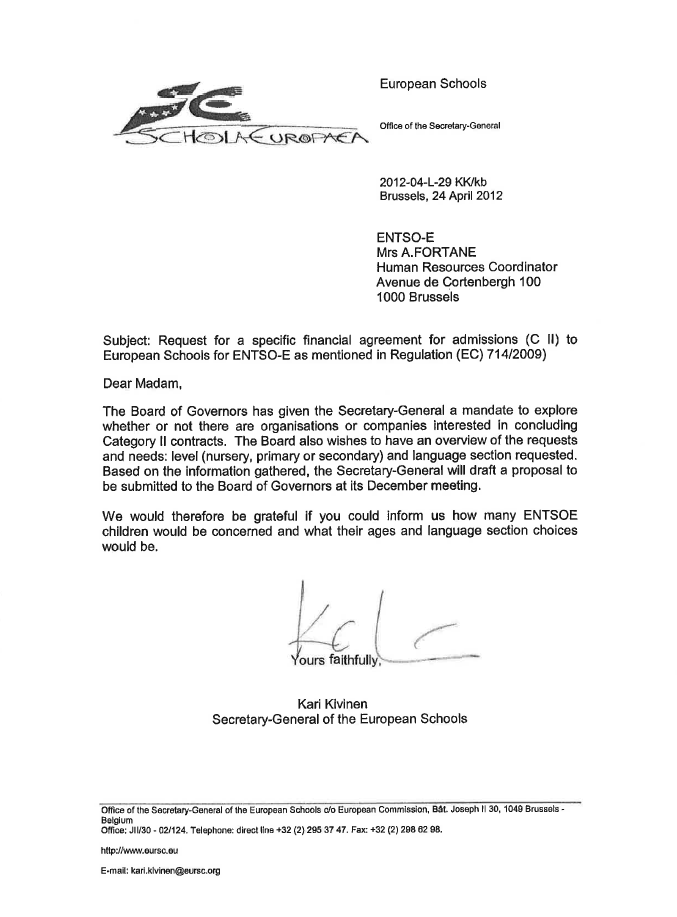 SCHOLA EUROPAEA
European Schools
Office of the Secretary-General
2012-04-L-29 KK/kb
Brussels, 24 April 2012
ENTSO-E
Mrs A.FORTANE
Human Resources Coordinator
Avenue de Cortenbergh 100
1000 Brussels
Subject: Request for a specific financial agreement for admissions (C II) to
European Schools for ENTSO-E as mentioned in Regulation (EC) 714/2009)
Dear Madam,
The Board of Governors has given the Secretary-General a mandate to explore
whether or not there are organisations or companies interested in concluding
Category II contracts. The Board also wishes to have an overview of the requests
and needs: level (nursery, primary or secondary) and language section requested.
Based on the information gathered, the Secretary-General will draft a proposal to
be submitted to the Board of Governors at its December meeting.
We would therefore be grateful if you could inform us how many ENTSOE
children would be concerned and what their ages and language section choices
would be.
Yours faithfully,
Kari Kivinen
Secretary-General of the European Schools
Office of the Secretary-General of the European Schools c/o European Commission, Bât. Joseph II 30, 1049 Brussels -
Belgium
Office: JII/30 - 02/124. Telephone: direct line +32 (2) 295 37 47. Fax: +32 (2) 298 62 98.
http://www.eursc.eu
E-mail: kari.kivinen@eursc.org